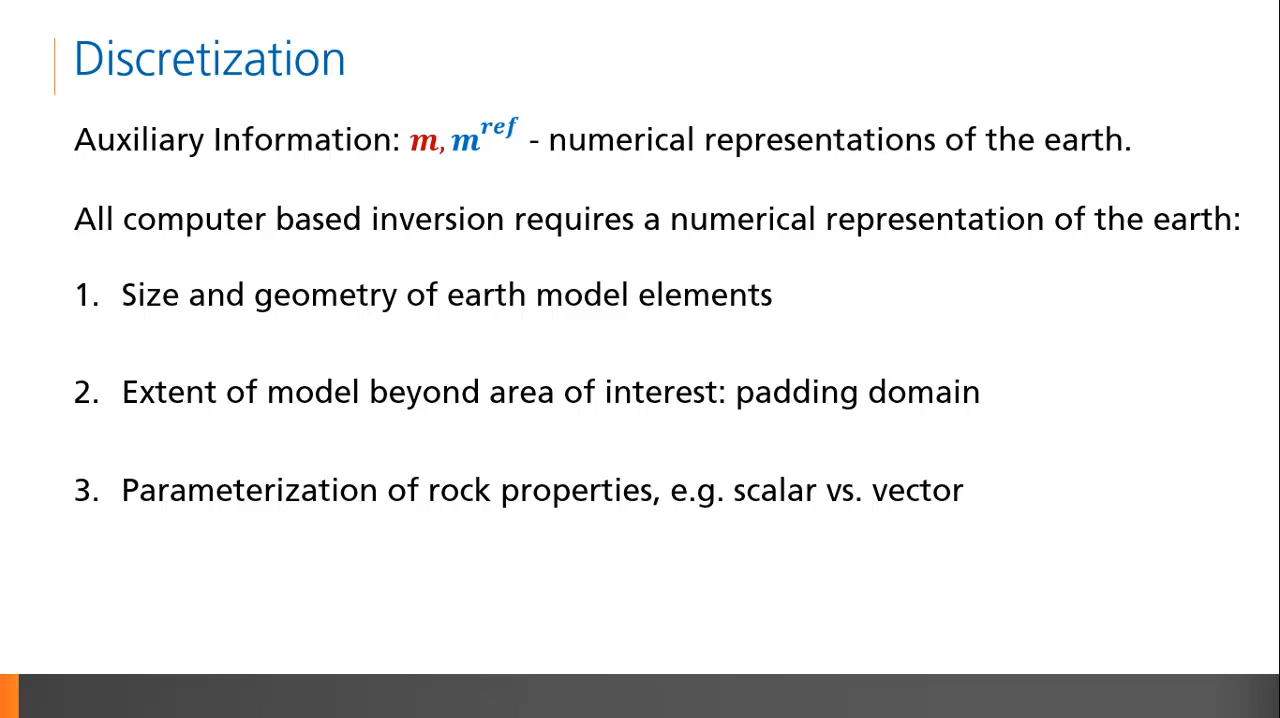 Discretization
Auxiliary Information: m, m^ref - numerical representations of the earth.
All computer based inversion requires a numerical representation of the earth:
1. Size and geometry of earth model elements
2. Extent of model beyond area of interest: padding domain
3. Parameterization of rock properties, e.g. scalar vs. vector